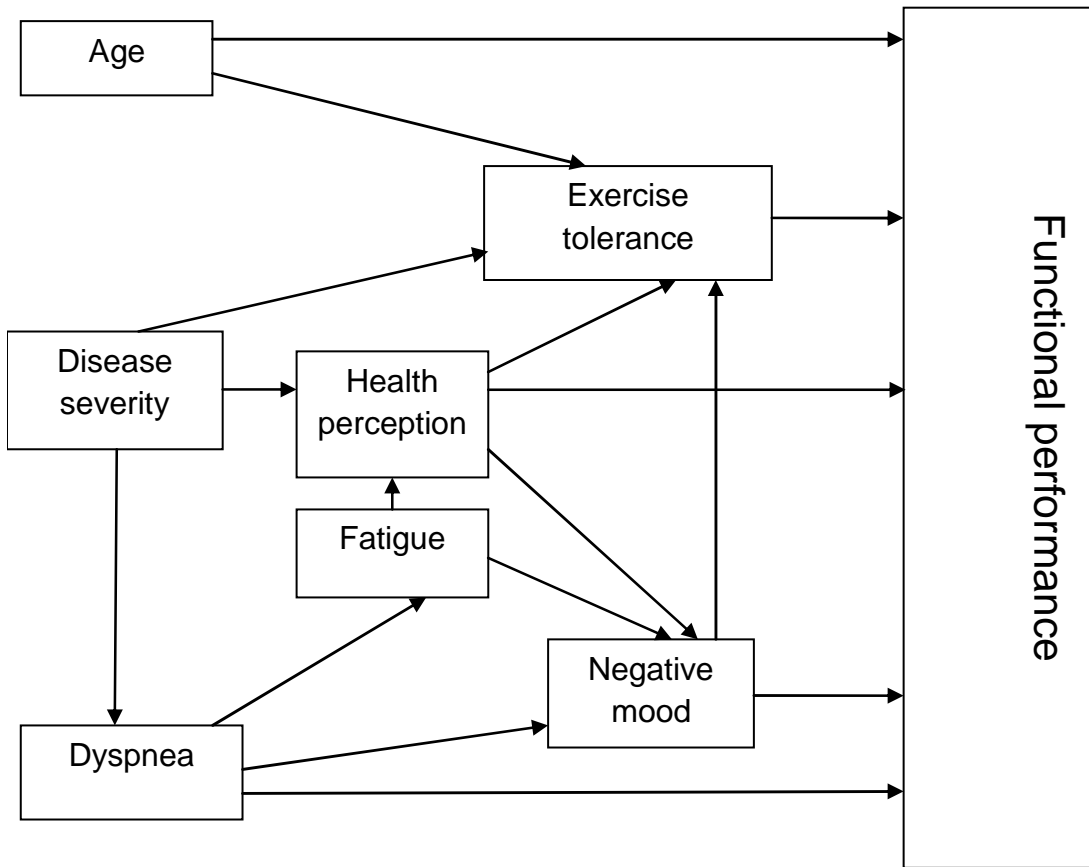 Age
Exercise
tolerance
Disease
severity
Health
perception
Fatigue
Negative
mood
Dyspnea
Functional performance